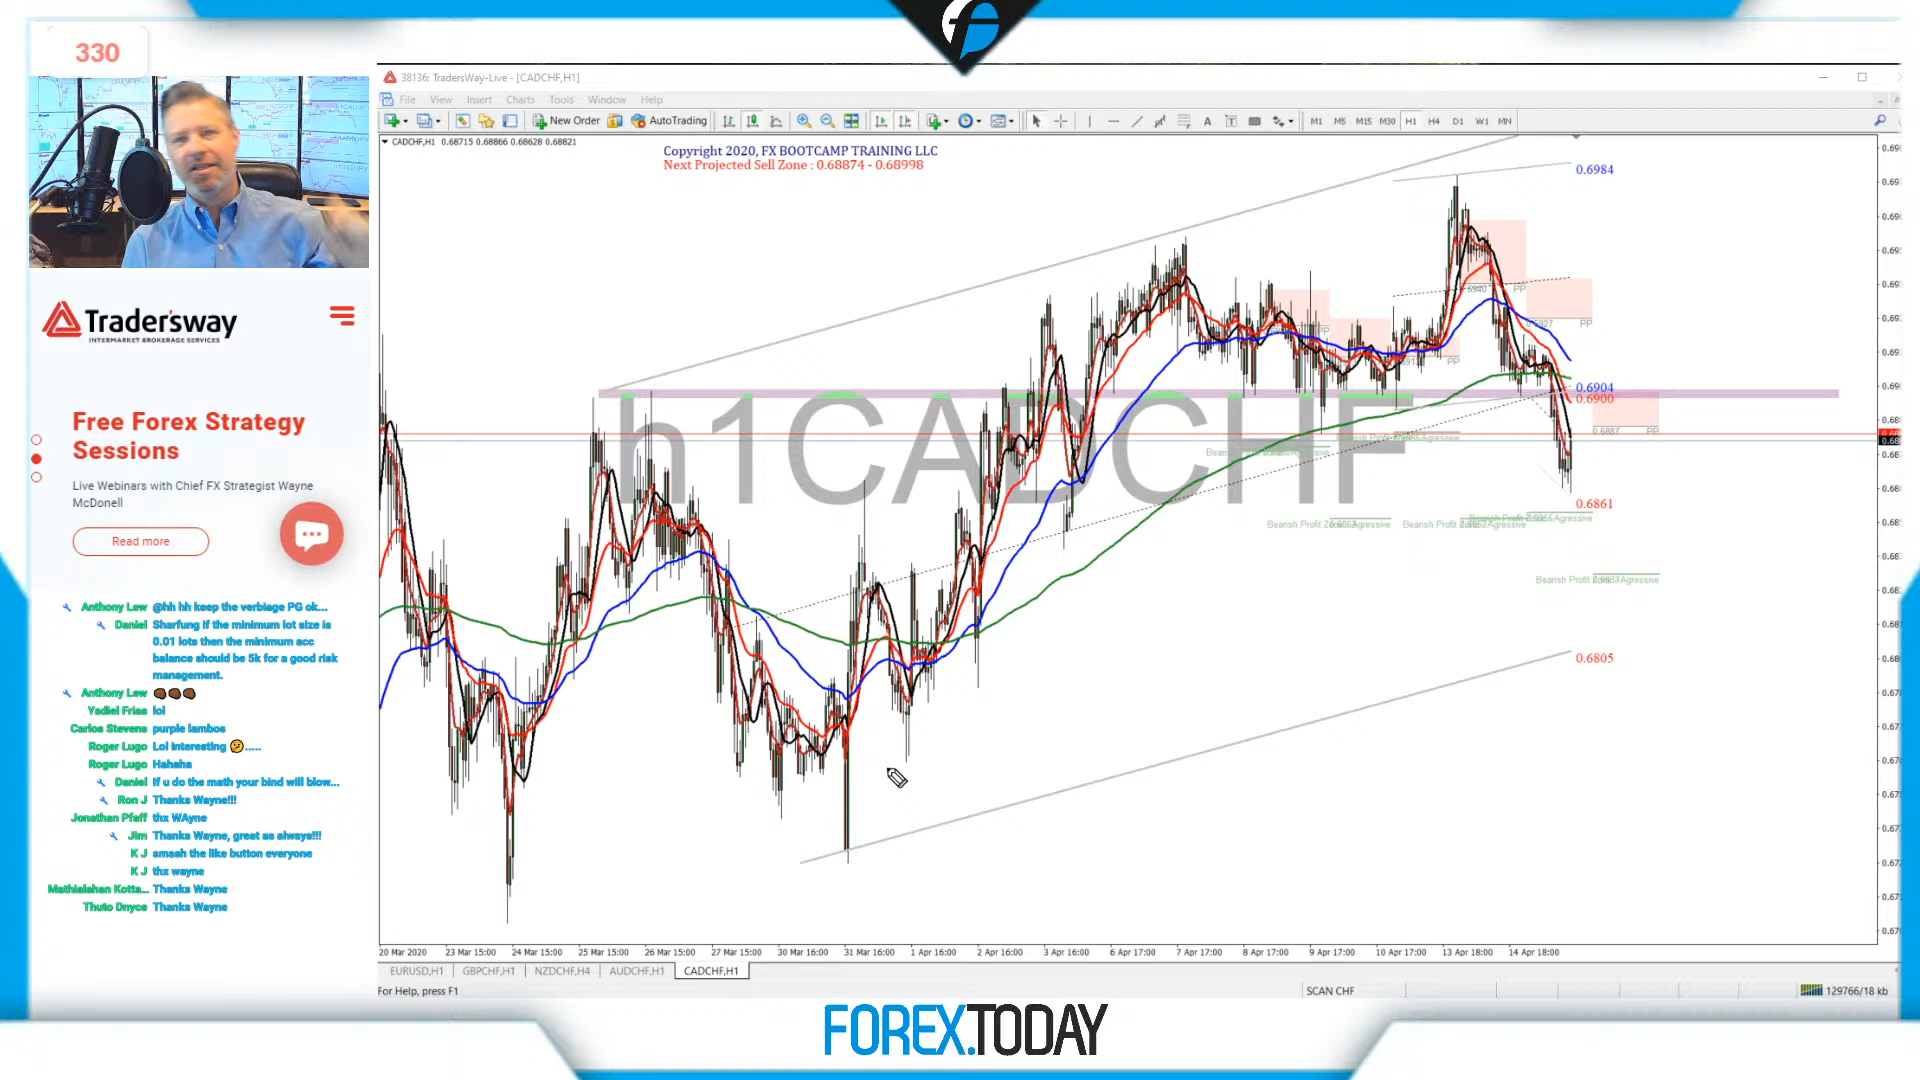 330
38136: TradersWay-Live - [CADCHF,H1]
File View Insert Charts Tools Window Help
New Order AutoTrading A T M1 M5 M15 M30 H1 H4 D1 W1 MN
CADCHF,H1 0.68715 0.68866 0.68628 0.68821
Copyright 2020, FX BOOTCAMP TRAINING LLC
Next Projected Sell Zone : 0.68874 - 0.68998
0.6984
PP
PP
PP
PP
0.6904
0.6900
0.6887 PP
h1CADCHF
0.6861
Bearish Profit Zone Agressive
0.6805
Tradersway
INTERMARKET BROKERAGE SERVICES
Free Forex Strategy
Sessions
Live Webinars with Chief FX Strategist Wayne
McDonell
Read more
Anthony Lew @hh hh keep the verbiage PG ok...
Daniel Sharfung if the minimum lot size is
0.01 lots then the minimum acc
balance should be 5k for a good risk
management.
Anthony Lew
Yadiel Frias lol
Carlos Stevens purple lambos
Roger Lugo Lol interesting .....
Roger Lugo Hahaha
Daniel If u do the math your bind will blow...
Ron J Thanks Wayne!!!
Jonathan Pfaff thx WAyne
Jim Thanks Wayne, great as always!!!
K J smash the like button everyone
K J thx wayne
Mathialahan Kotta... Thanks Wayne
Thuto Dnyce Thanks Wayne
20 Mar 2020 23 Mar 15:00 24 Mar 15:00 25 Mar 15:00 26 Mar 15:00 27 Mar 15:00 30 Mar 16:00 31 Mar 16:00 1 Apr 16:00 2 Apr 16:00 3 Apr 16:00 6 Apr 17:00 7 Apr 17:00 8 Apr 17:00 9 Apr 17:00 10 Apr 17:00 13 Apr 18:00 14 Apr 18:00
EURUSD,H1 GBPCHF,H1 NZDCHF,H4 AUDCHF,H1 CADCHF,H1
For Help, press F1 SCAN CHF 129766/18 kb
FOREX.TODAY